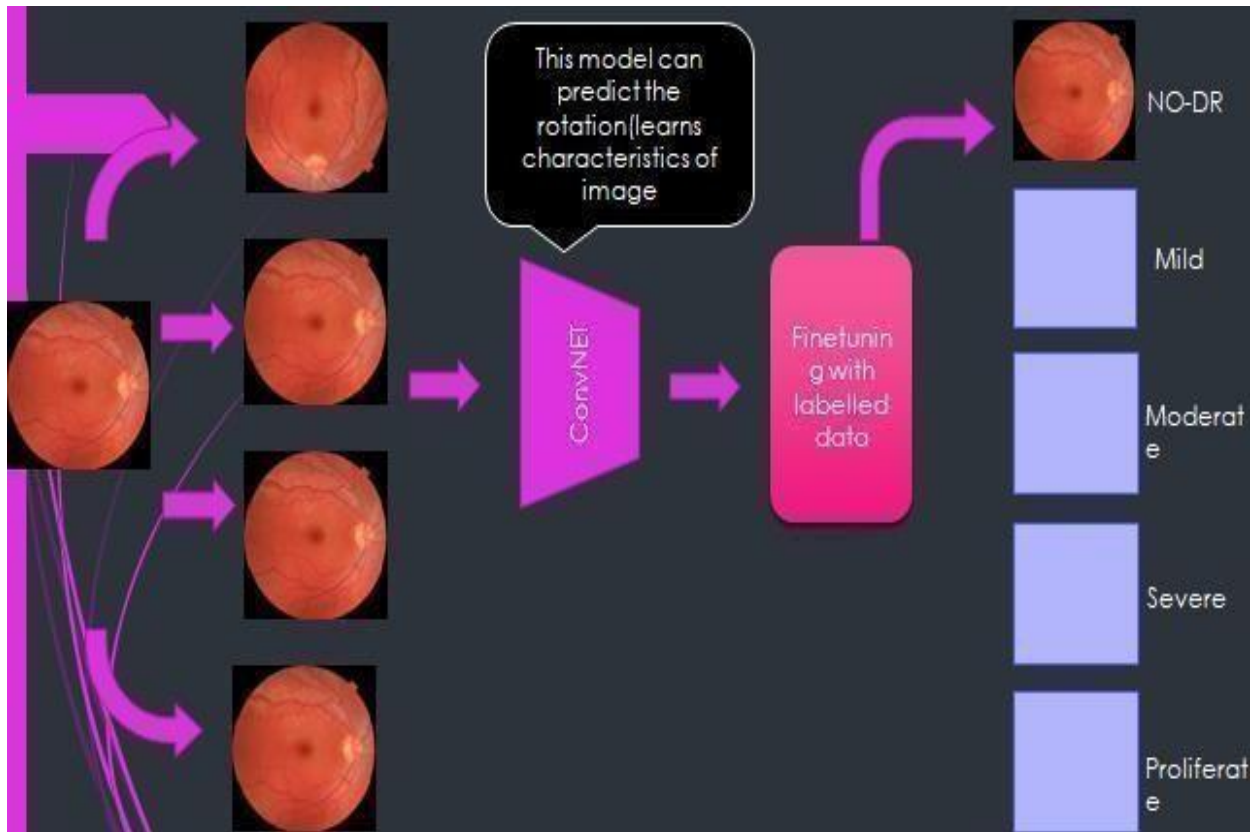 This model can
predict the
rotation(learns
characteristics of
image
NO-DR
Mild
ConvNET
Finetunin
g with
labelled
data
Moderat
e
Severe
Proliferat
e